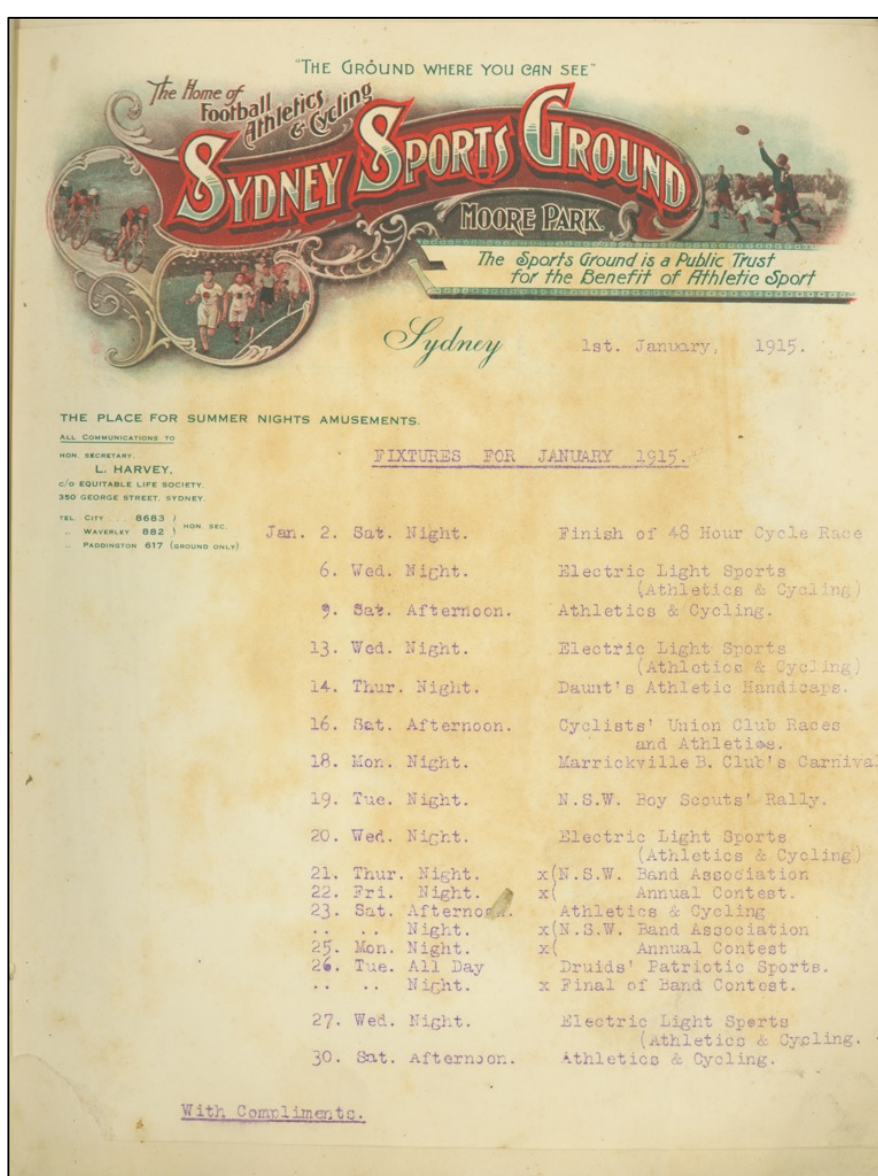 "THE GROUND WHERE YOU CAN SEE"
The Home of
Football
Athletics
& Cycling
SYDNEY SPORTS GROUND
MOORE PARK
The Sports Ground is a Public Trust
for the Benefit of Athletic Sport
Sydney 1st. January, 1915.
THE PLACE FOR SUMMER NIGHTS AMUSEMENTS.
ALL COMMUNICATIONS TO
HON. SECRETARY.
L. HARVEY,
C/O EQUITABLE LIFE SOCIETY.
350 GEORGE STREET. SYDNEY.
TEL. CITY ... 8683 )
.. WAVERLEY 882 ) HON. SEC.
.. PADDINGTON 617 (GROUND ONLY)
FIXTURES FOR JANUARY 1915.
Jan. 2. Sat. Night. Finish of 48 Hour Cycle Race
6. Wed. Night. Electric Light Sports
(Athletics & Cycling)
9. Sat. Afternoon. Athletics & Cycling.
13. Wed. Night. Electric Light Sports
(Athletics & Cycling)
14. Thur. Night. Daunt's Athletic Handicaps.
16. Sat. Afternoon. Cyclists' Union Club Races
and Athletics.
18. Mon. Night. Marrickville B. Club's Carnival
19. Tue. Night. N.S.W. Boy Scouts' Rally.
20. Wed. Night. Electric Light Sports
(Athletics & Cycling)
21. Thur. Night. x(N.S.W. Band Association
22. Fri. Night. x( Annual Contest.
23. Sat. Afternoon. Athletics & Cycling
.. .. Night. x(N.S.W. Band Association
25. Mon. Night. x( Annual Contest
26. Tue. All Day Druids' Patriotic Sports.
.. .. Night. x Final of Band Contest.
27. Wed. Night. Electric Light Sports
(Athletics & Cycling.
30. Sat. Afternoon. Athletics & Cycling.
With Compliments.